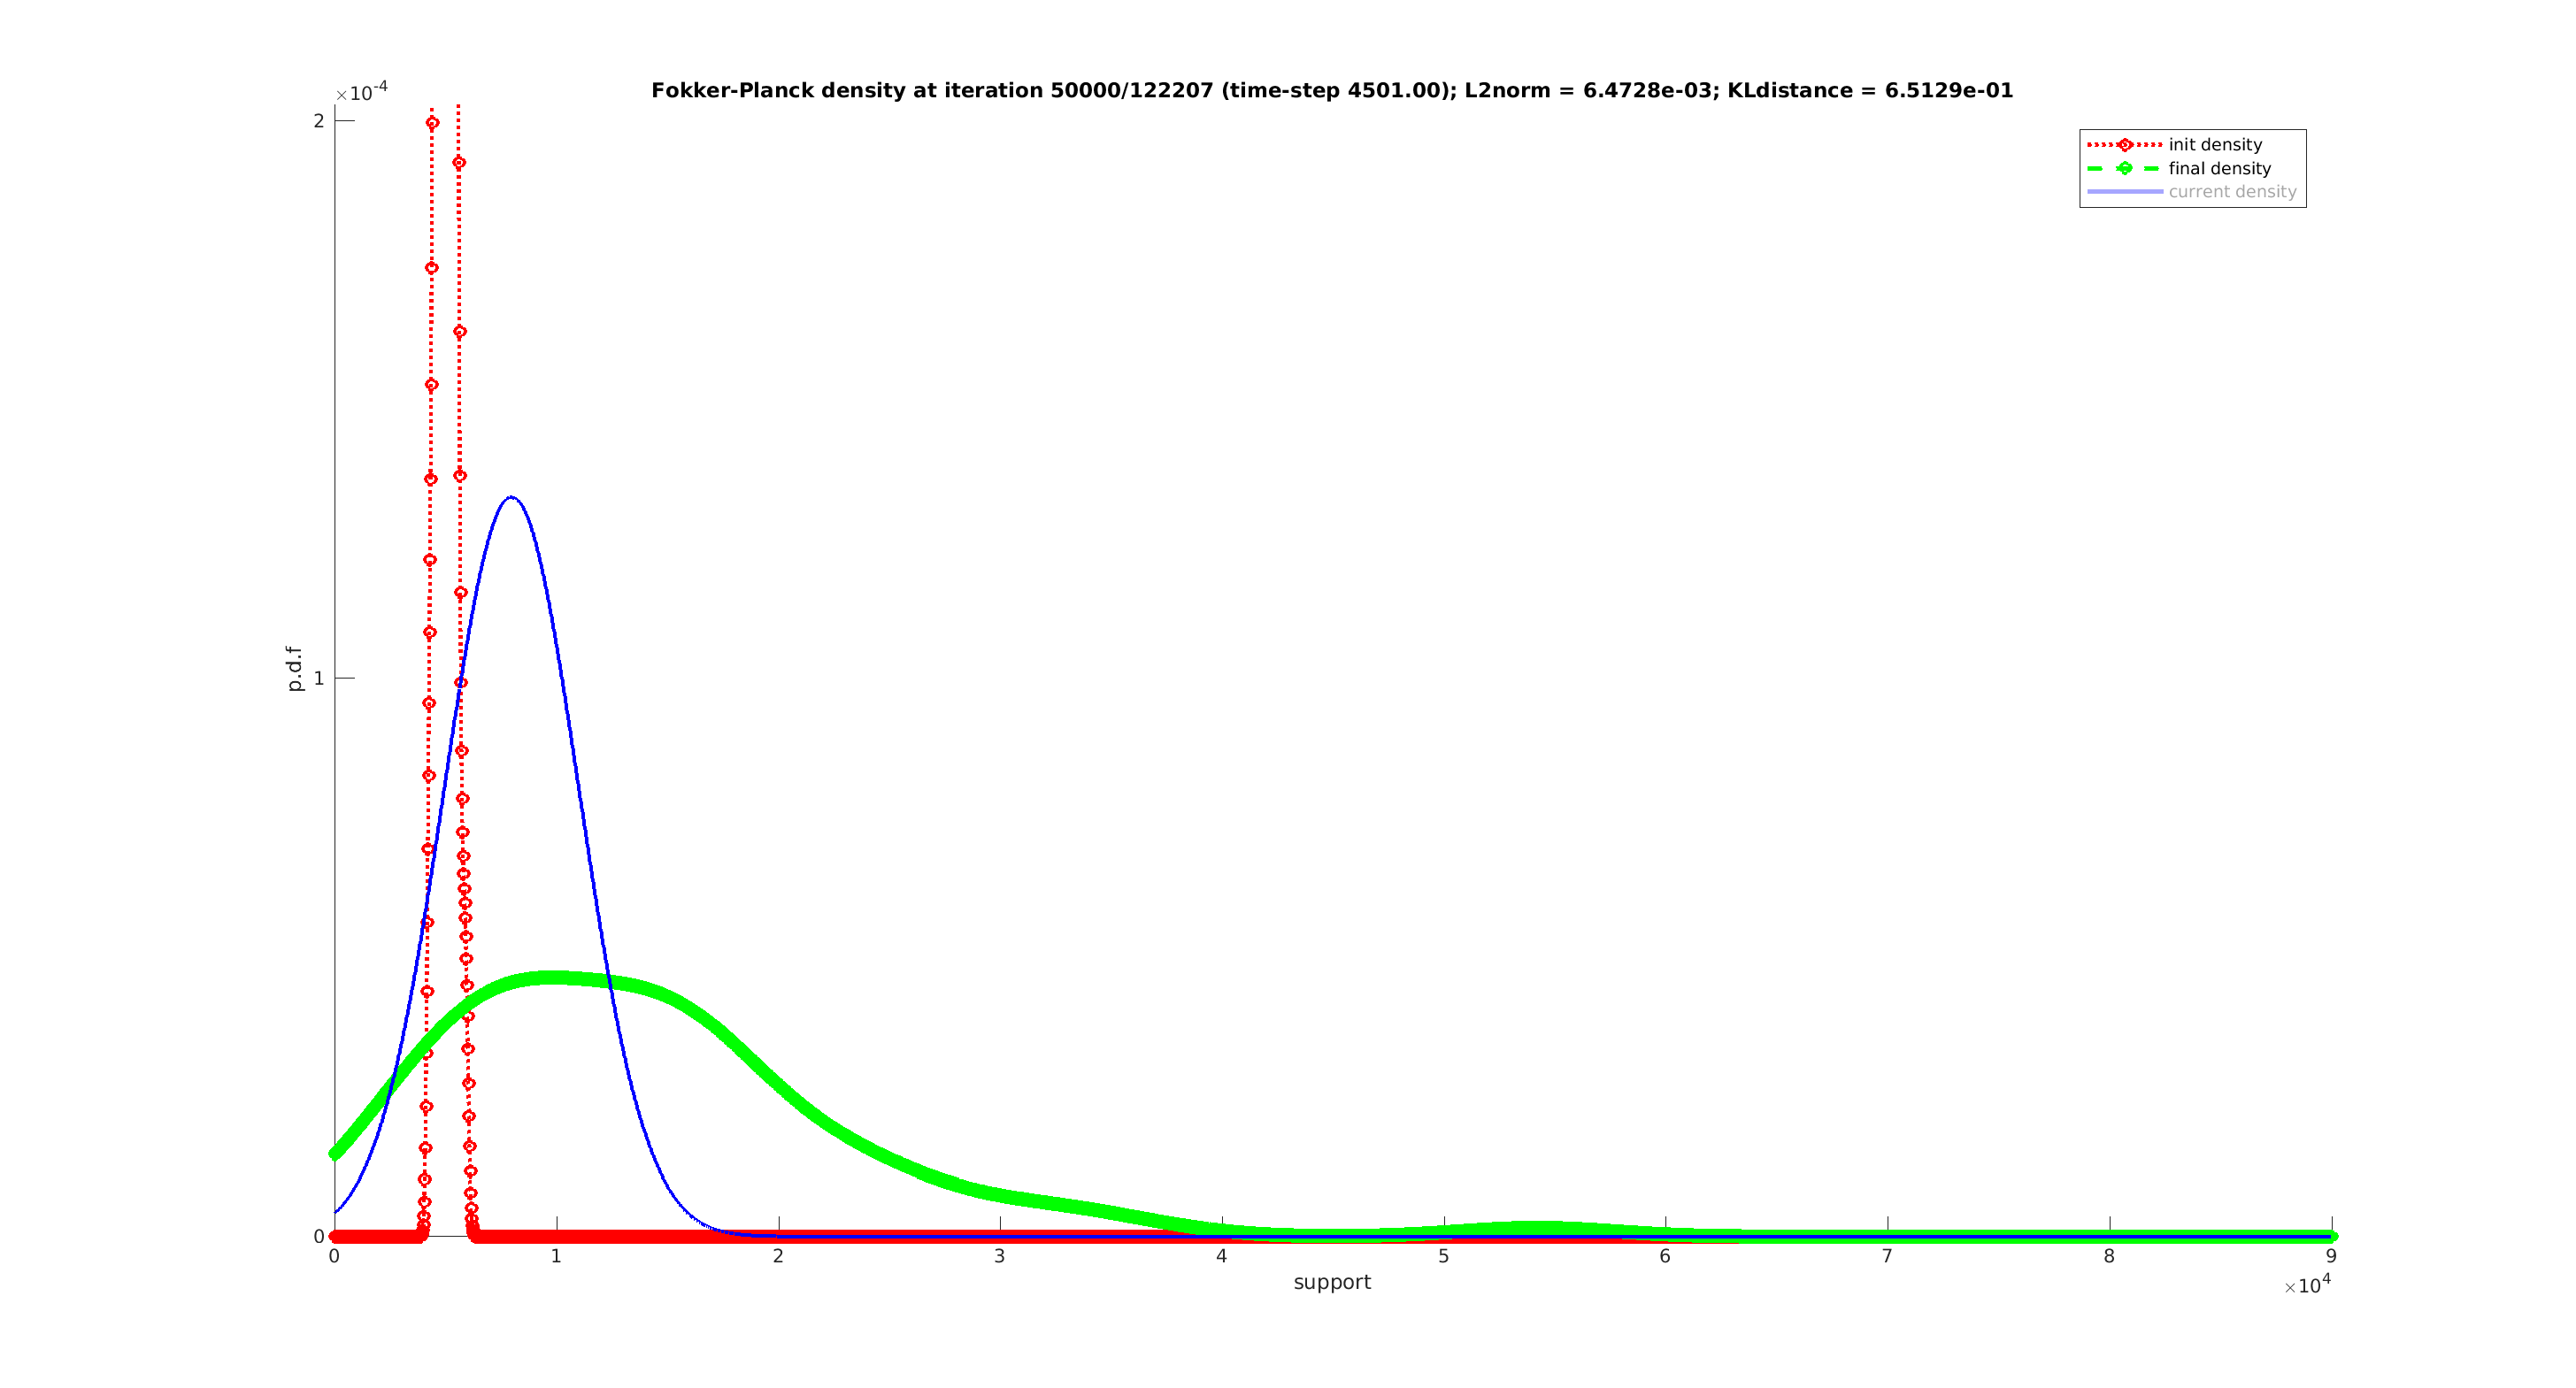 Fokker-Planck density at iteration 50000/122207 (time-step 4501.00); L2norm = 6.4728e-03; KLdistance = 6.5129e-01
×10-4
2
1
0
p.d.f
init density
final density
current density
0 1 2 3 4 5 6 7 8 9
support
×104